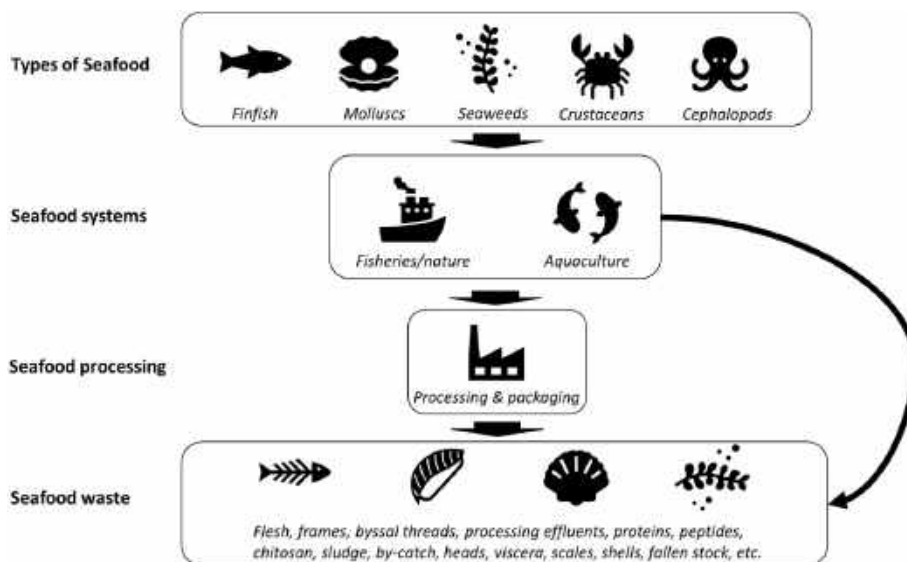 Types of Seafood
Finfish
Molluscs
Seaweeds
Crustaceans
Cephalopods
Seafood systems
Fisheries/nature
Aquaculture
Seafood processing
Processing & packaging
Seafood waste
Flesh, frames, byssal threads, processing effluents, proteins, peptides,
chitosan, sludge, by-catch, heads, viscera, scales, shells, fallen stock, etc.